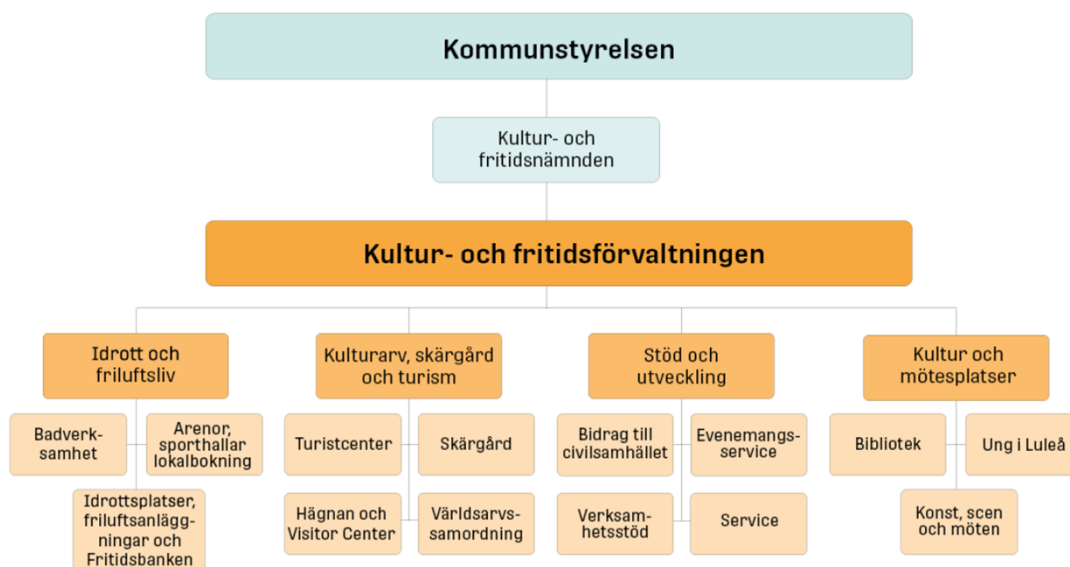 Kommunstyrelsen
Kultur- och
fritidsnämnden
Kultur- och fritidsförvaltningen
Idrott och
friluftsliv
Badverk-
samhet
Arenor,
sporthallar
lokalbokning
Idrottsplatser,
friluftsanlägg-
ningar och
Fritidsbanken
Kulturarv, skärgård
och turism
Turistcenter
Skärgård
Hägnan och
Visitor Center
Världsarvs-
samordning
Stöd och
utveckling
Bidrag till
civilsamhället
Evenemangs-
service
Verksam-
hetsstöd
Service
Kultur och
mötesplatser
Bibliotek
Ung i Luleå
Konst, scen
och möten